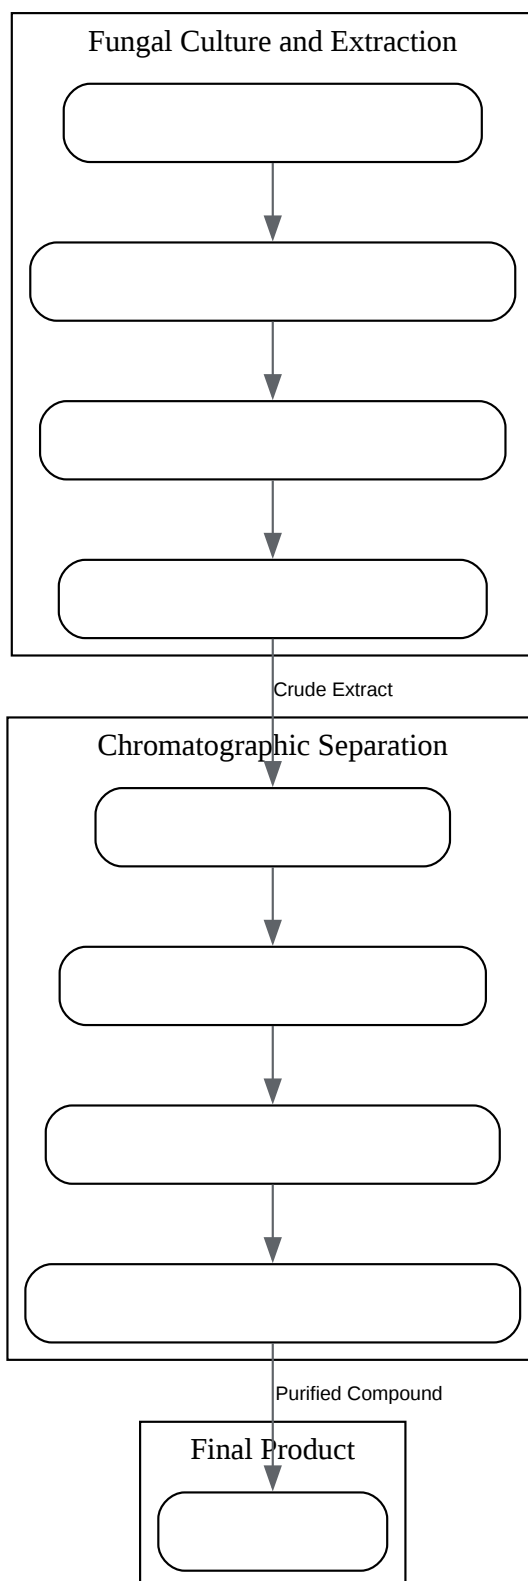 Fungal Culture and Extraction
Crude Extract
Chromatographic Separation
Purified Compound
Final Product